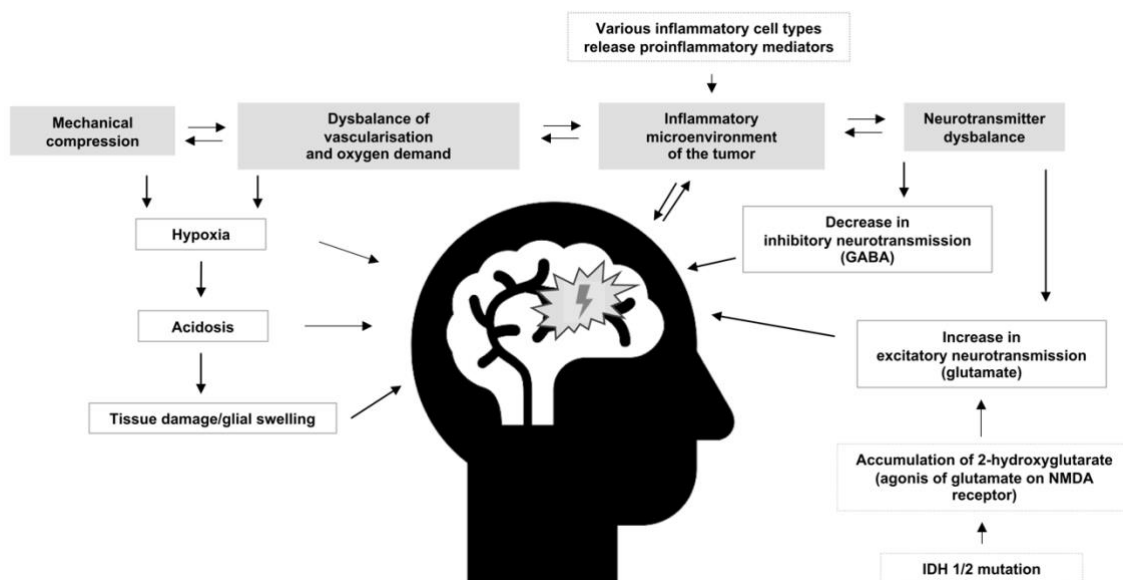 Various inflammatory cell types
release proinflammatory mediators
Mechanical
compression
Dysbalance of
vascularisation
and oxygen demand
Inflammatory
microenvironment
of the tumor
Neurotransmitter
dysbalance
Hypoxia
Decrease in
inhibitory neurotransmission
(GABA)
Acidosis
Increase in
excitatory neurotransmission
(glutamate)
Tissue damage/glial swelling
Accumulation of 2-hydroxyglutarate
(agonis of glutamate on NMDA
receptor)
IDH 1/2 mutation